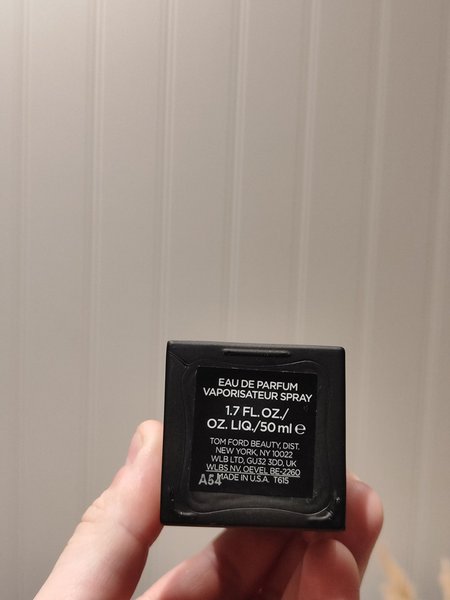 EAU DE PARFUM
VAPORISATEUR SPRAY
1.7 FL.OZ./
OZ. LIQ./50 ml ℮
TOM FORD BEAUTY, DIST.
NEW YORK, NY 10022
WLB LTD, GU32 3DD, UK
WLBS NV, OEVEL BE-2260
MADE IN U.S.A. T615
A54